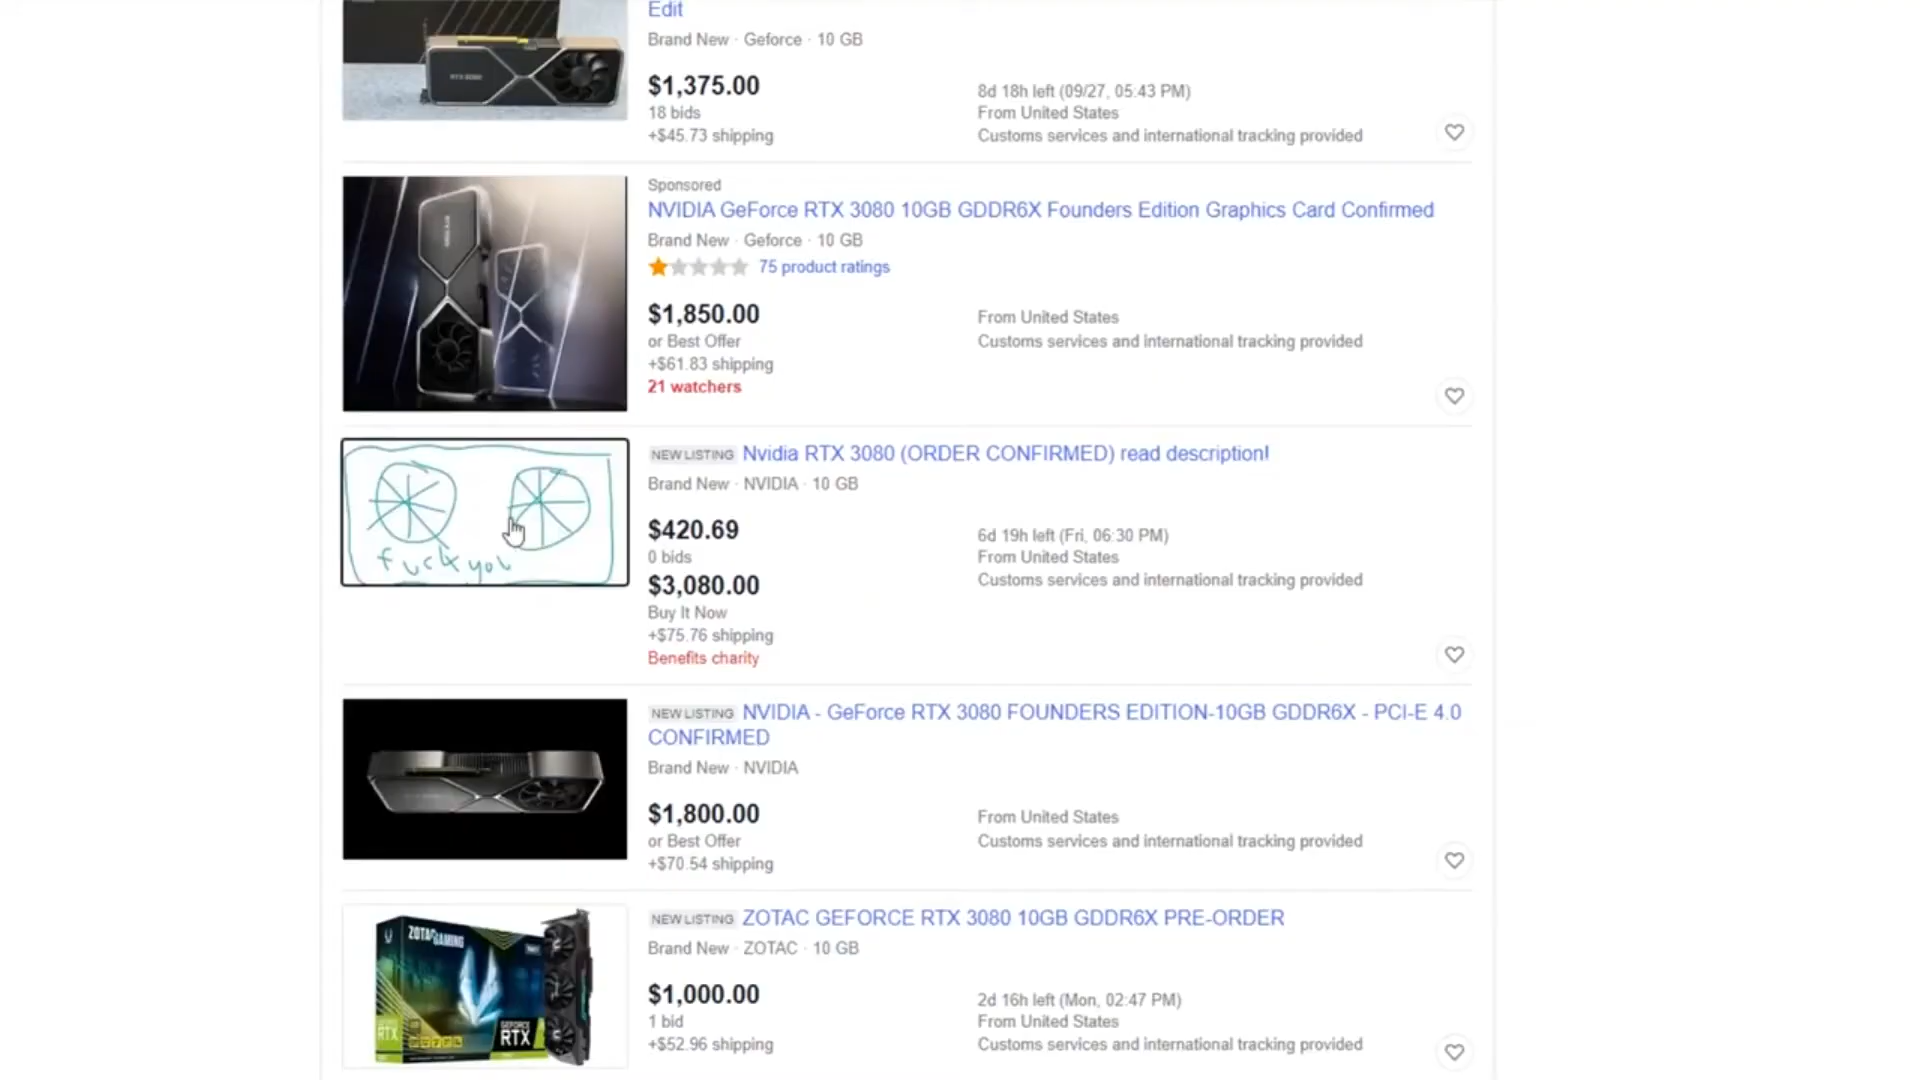 Edit
Brand New · Geforce · 10 GB
$1,375.00
18 bids
+$45.73 shipping
8d 18h left (09/27, 05:43 PM)
From United States
Customs services and international tracking provided
RTX 3080
Sponsored
NVIDIA GeForce RTX 3080 10GB GDDR6X Founders Edition Graphics Card Confirmed
Brand New · Geforce · 10 GB
75 product ratings
$1,850.00
or Best Offer
+$61.83 shipping
21 watchers
From United States
Customs services and international tracking provided
fuck you
NEW LISTING Nvidia RTX 3080 (ORDER CONFIRMED) read description!
Brand New · NVIDIA · 10 GB
$420.69
0 bids
$3,080.00
Buy It Now
+$75.76 shipping
Benefits charity
6d 19h left (Fri, 06:30 PM)
From United States
Customs services and international tracking provided
NEW LISTING NVIDIA - GeForce RTX 3080 FOUNDERS EDITION-10GB GDDR6X - PCI-E 4.0
CONFIRMED
Brand New · NVIDIA
$1,800.00
or Best Offer
+$70.54 shipping
From United States
Customs services and international tracking provided
ZOTAC GAMING
GEFORCE
RTX
RTX
NEW LISTING ZOTAC GEFORCE RTX 3080 10GB GDDR6X PRE-ORDER
Brand New · ZOTAC · 10 GB
$1,000.00
1 bid
+$52.96 shipping
2d 16h left (Mon, 02:47 PM)
From United States
Customs services and international tracking provided